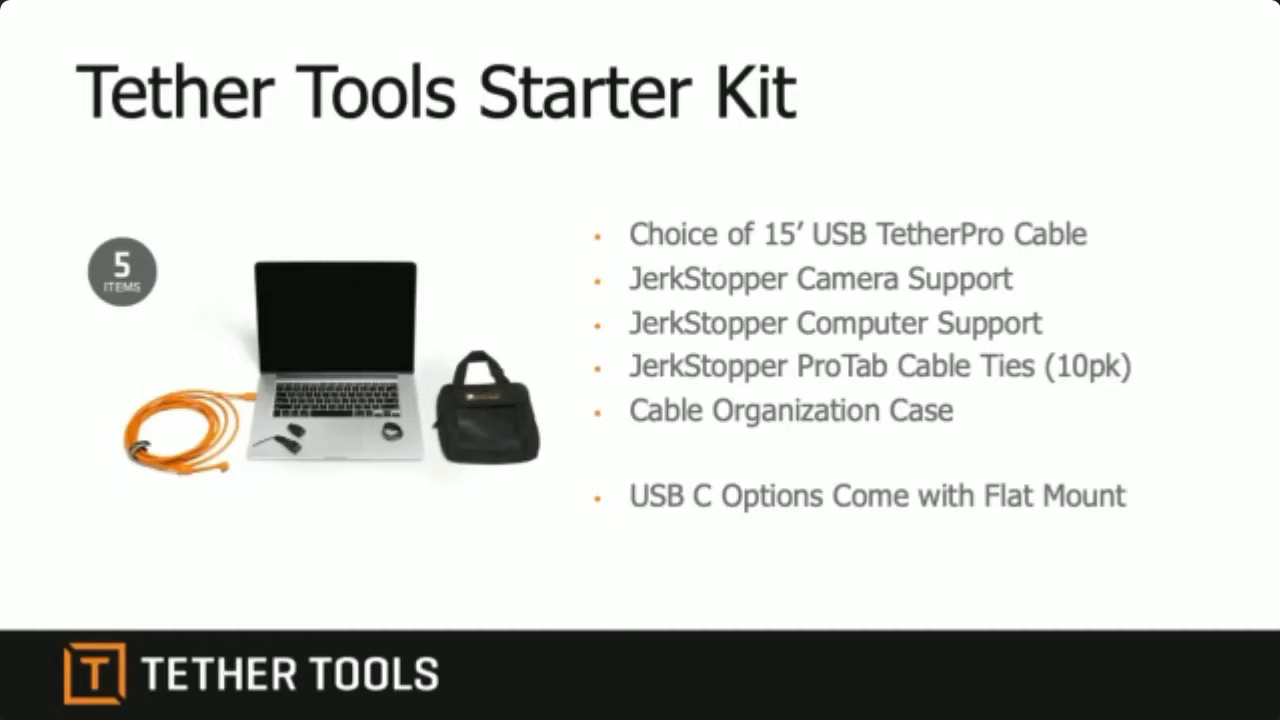 Tether Tools Starter Kit
5
ITEMS
• Choice of 15’ USB TetherPro Cable
• JerkStopper Camera Support
• JerkStopper Computer Support
• JerkStopper ProTab Cable Ties (10pk)
• Cable Organization Case
• USB C Options Come with Flat Mount
T TETHER TOOLS